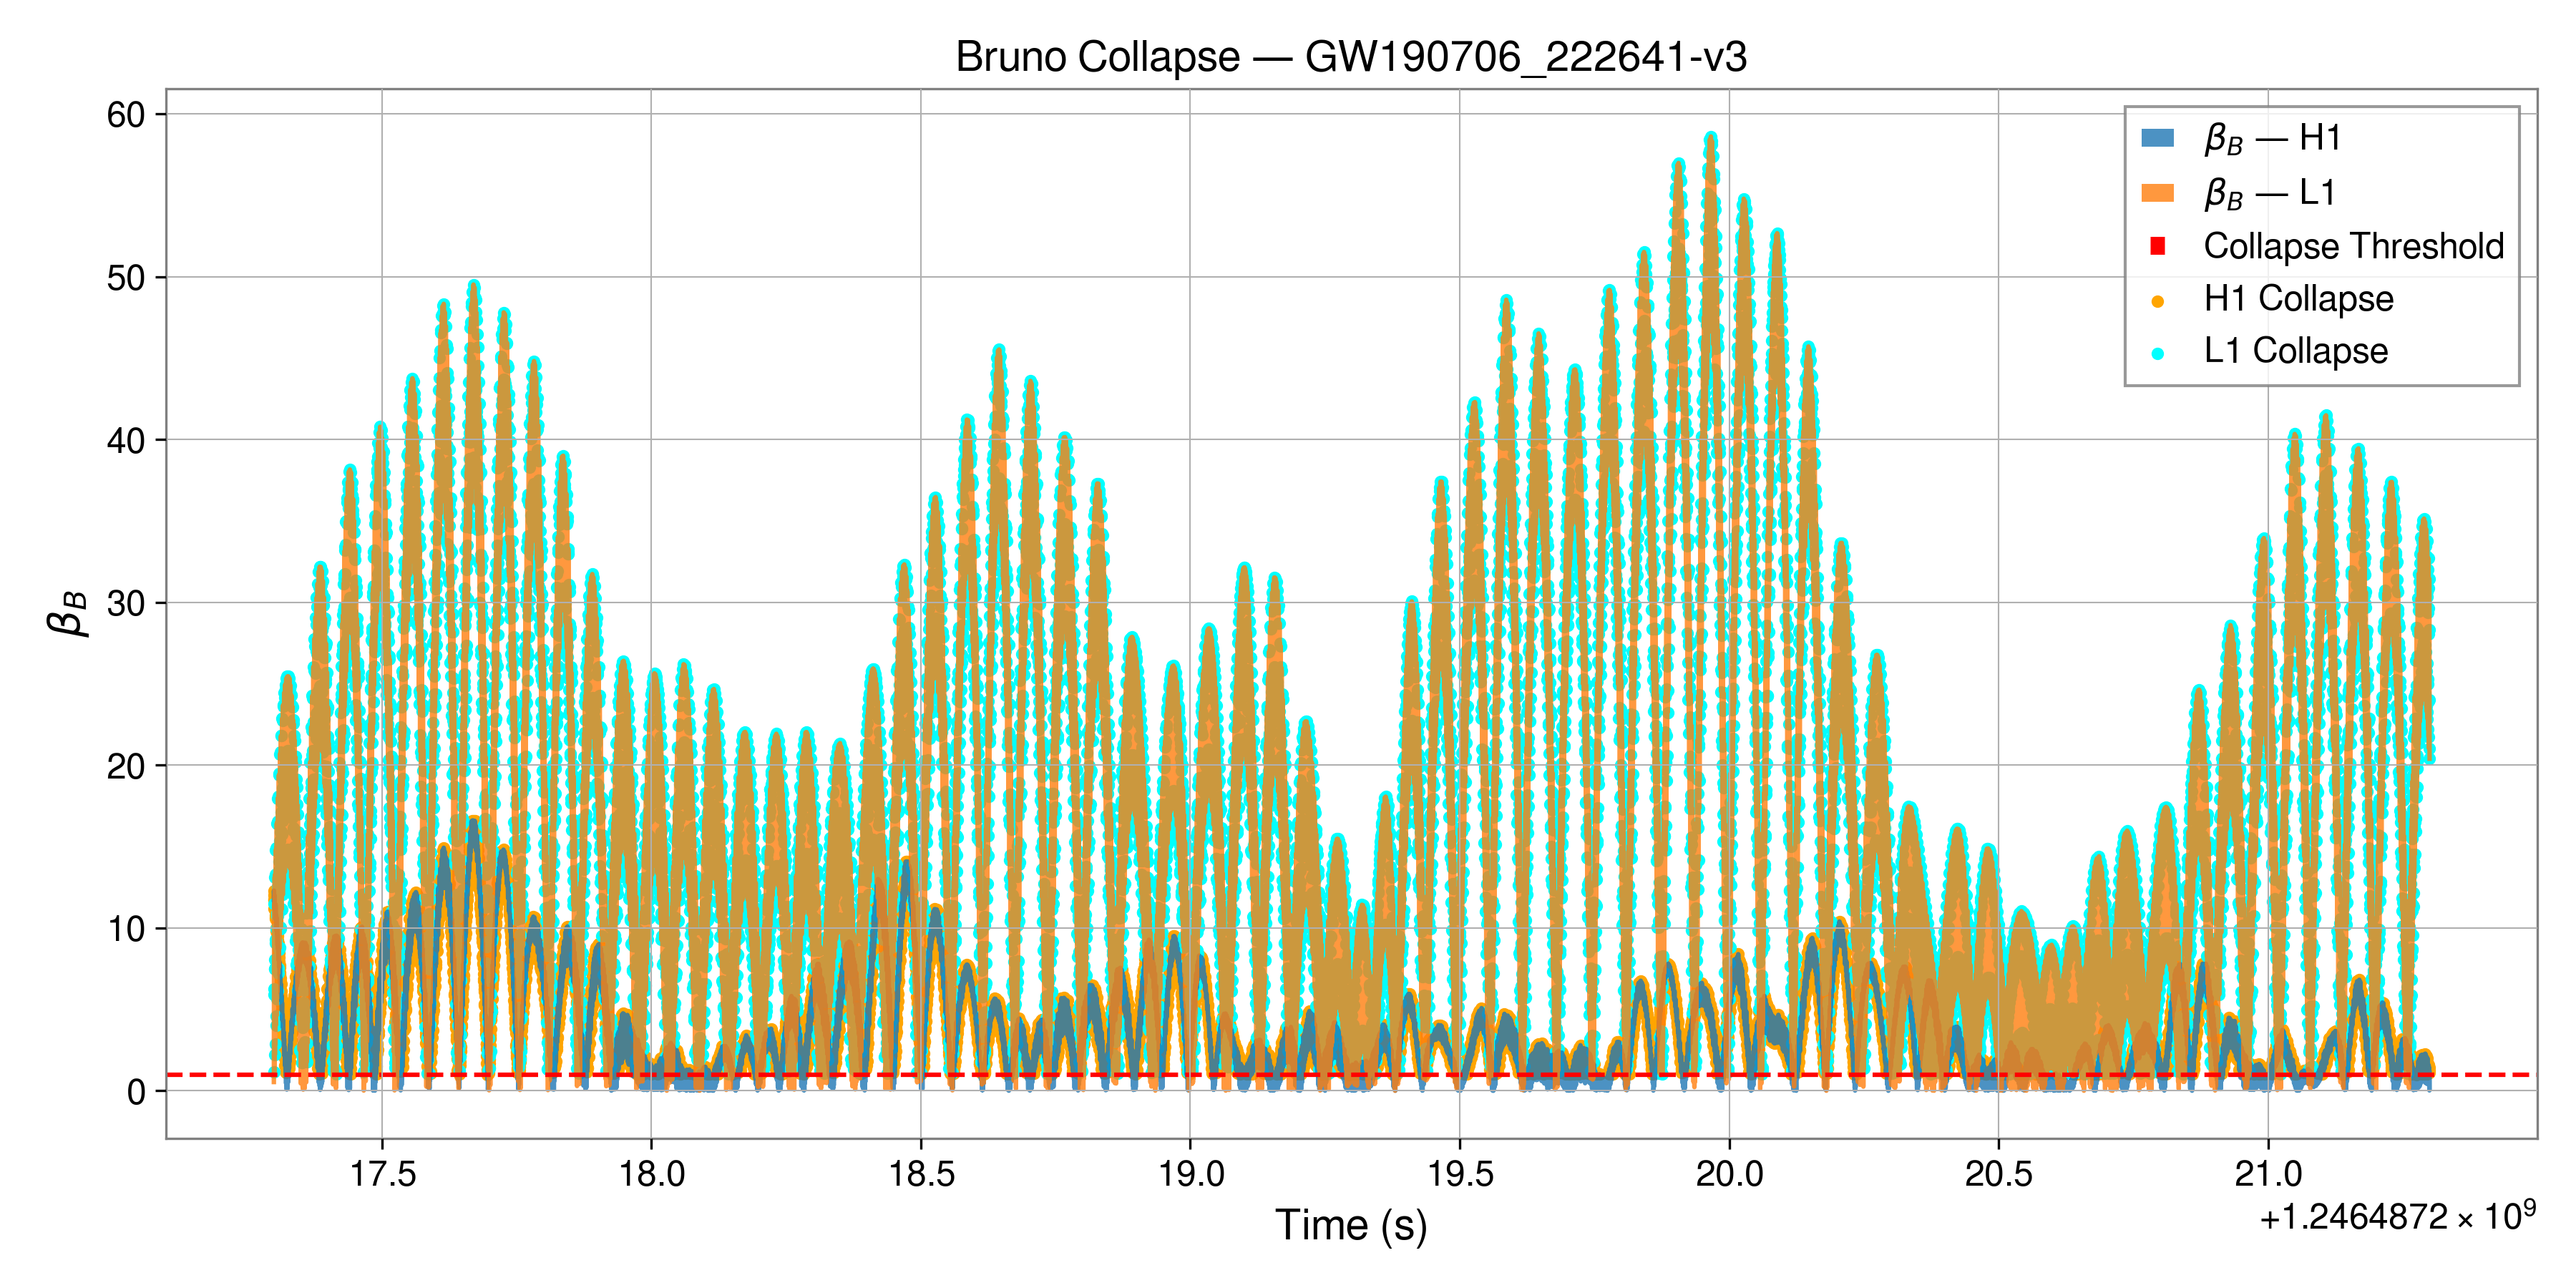 Bruno Collapse — GW190706_222641-v3
60
50
40
30
20
10
0
β_B
β_B — H1
β_B — L1
Collapse Threshold
H1 Collapse
L1 Collapse
17.5 18.0 18.5 19.0 19.5 20.0 20.5 21.0
+1.2464872 × 10⁹
Time (s)